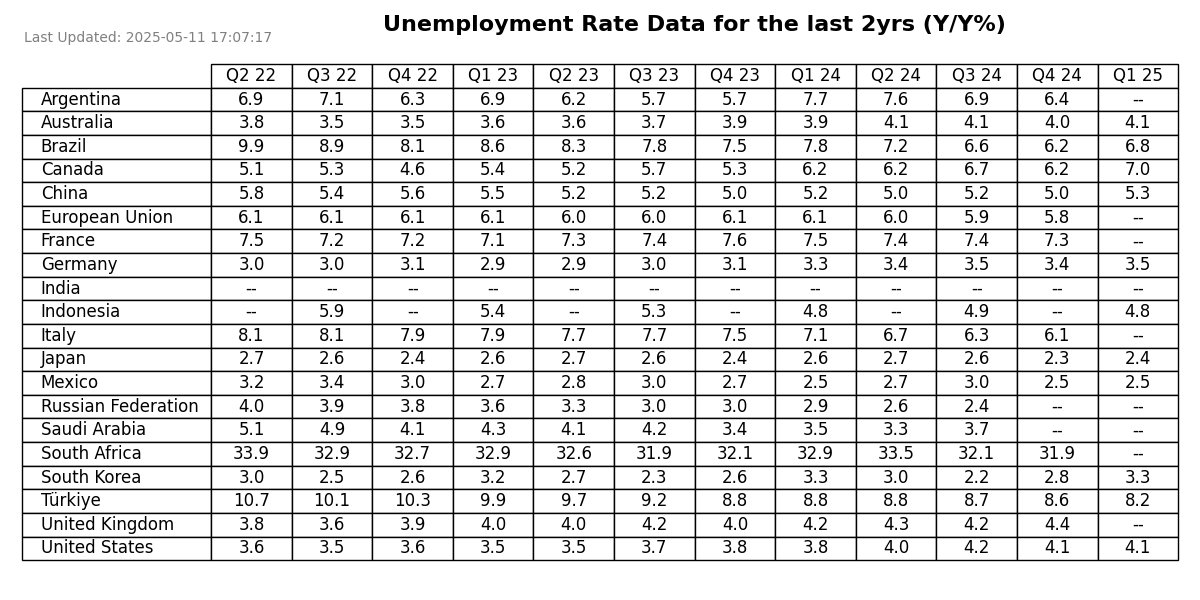 Unemployment Rate Data for the last 2yrs (Y/Y%)
Last Updated: 2025-05-11 17:07:17
Q2 22 Q3 22 Q4 22 Q1 23 Q2 23 Q3 23 Q4 23 Q1 24 Q2 24 Q3 24 Q4 24 Q1 25
Argentina 6.9 7.1 6.3 6.9 6.2 5.7 5.7 7.7 7.6 6.9 6.4 --
Australia 3.8 3.5 3.5 3.6 3.6 3.7 3.9 3.9 4.1 4.1 4.0 4.1
Brazil 9.9 8.9 8.1 8.6 8.3 7.8 7.5 7.8 7.2 6.6 6.2 6.8
Canada 5.1 5.3 4.6 5.4 5.2 5.7 5.3 6.2 6.2 6.7 6.2 7.0
China 5.8 5.4 5.6 5.5 5.2 5.2 5.0 5.2 5.0 5.2 5.0 5.3
European Union 6.1 6.1 6.1 6.1 6.0 6.0 6.1 6.1 6.0 5.9 5.8 --
France 7.5 7.2 7.2 7.1 7.3 7.4 7.6 7.5 7.4 7.4 7.3 --
Germany 3.0 3.0 3.1 2.9 2.9 3.0 3.1 3.3 3.4 3.5 3.4 3.5
India -- -- -- -- -- -- -- -- -- -- -- --
Indonesia -- 5.9 -- 5.4 -- 5.3 -- 4.8 -- 4.9 -- 4.8
Italy 8.1 8.1 7.9 7.9 7.7 7.7 7.5 7.1 6.7 6.3 6.1 --
Japan 2.7 2.6 2.4 2.6 2.7 2.6 2.4 2.6 2.7 2.6 2.3 2.4
Mexico 3.2 3.4 3.0 2.7 2.8 3.0 2.7 2.5 2.7 3.0 2.5 2.5
Russian Federation 4.0 3.9 3.8 3.6 3.3 3.0 3.0 2.9 2.6 2.4 -- --
Saudi Arabia 5.1 4.9 4.1 4.3 4.1 4.2 3.4 3.5 3.3 3.7 -- --
South Africa 33.9 32.9 32.7 32.9 32.6 31.9 32.1 32.9 33.5 32.1 31.9 --
South Korea 3.0 2.5 2.6 3.2 2.7 2.3 2.6 3.3 3.0 2.2 2.8 3.3
Türkiye 10.7 10.1 10.3 9.9 9.7 9.2 8.8 8.8 8.8 8.7 8.6 8.2
United Kingdom 3.8 3.6 3.9 4.0 4.0 4.2 4.0 4.2 4.3 4.2 4.4 --
United States 3.6 3.5 3.6 3.5 3.5 3.7 3.8 3.8 4.0 4.2 4.1 4.1